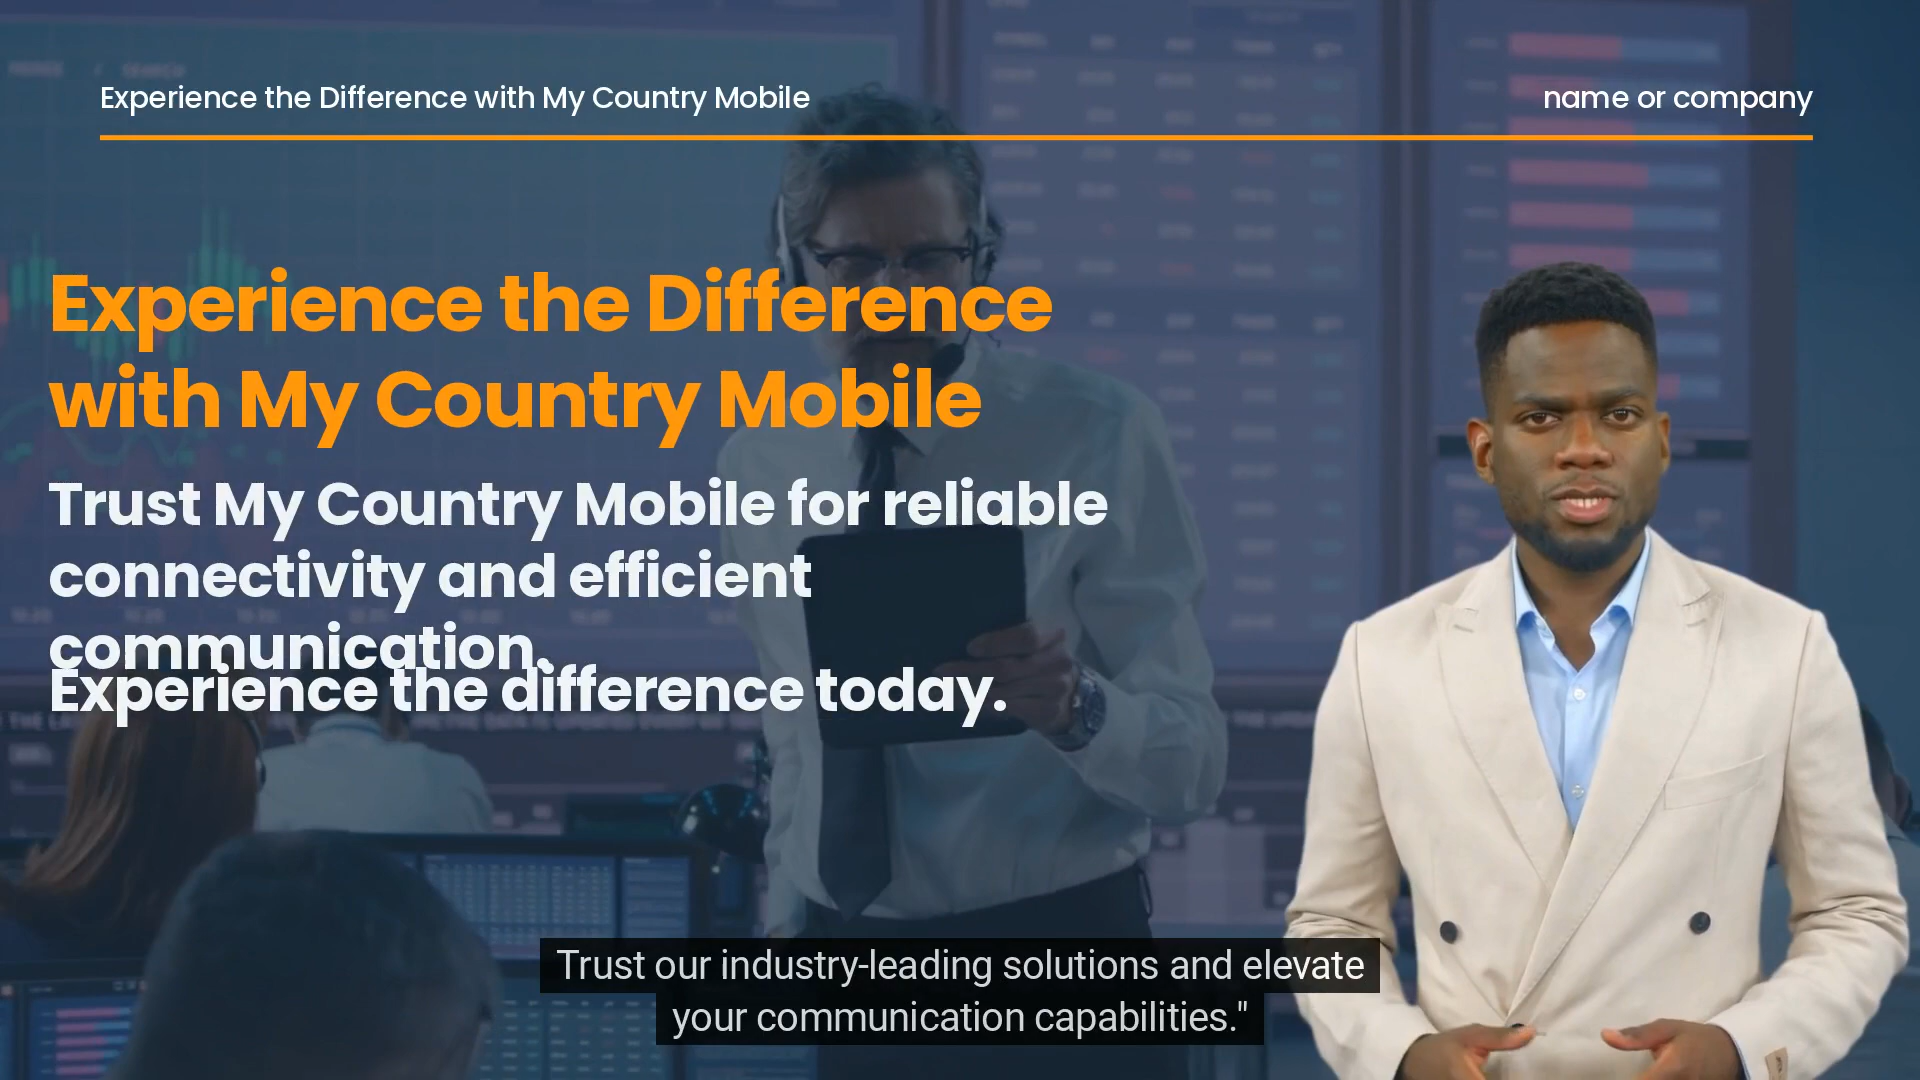 Experience the Difference with My Country Mobile
name or company
Experience the Difference
with My Country Mobile
Trust My Country Mobile for reliable
connectivity and efficient
communication.
Experience the difference today.
Trust our industry-leading solutions and elevate
your communication capabilities."